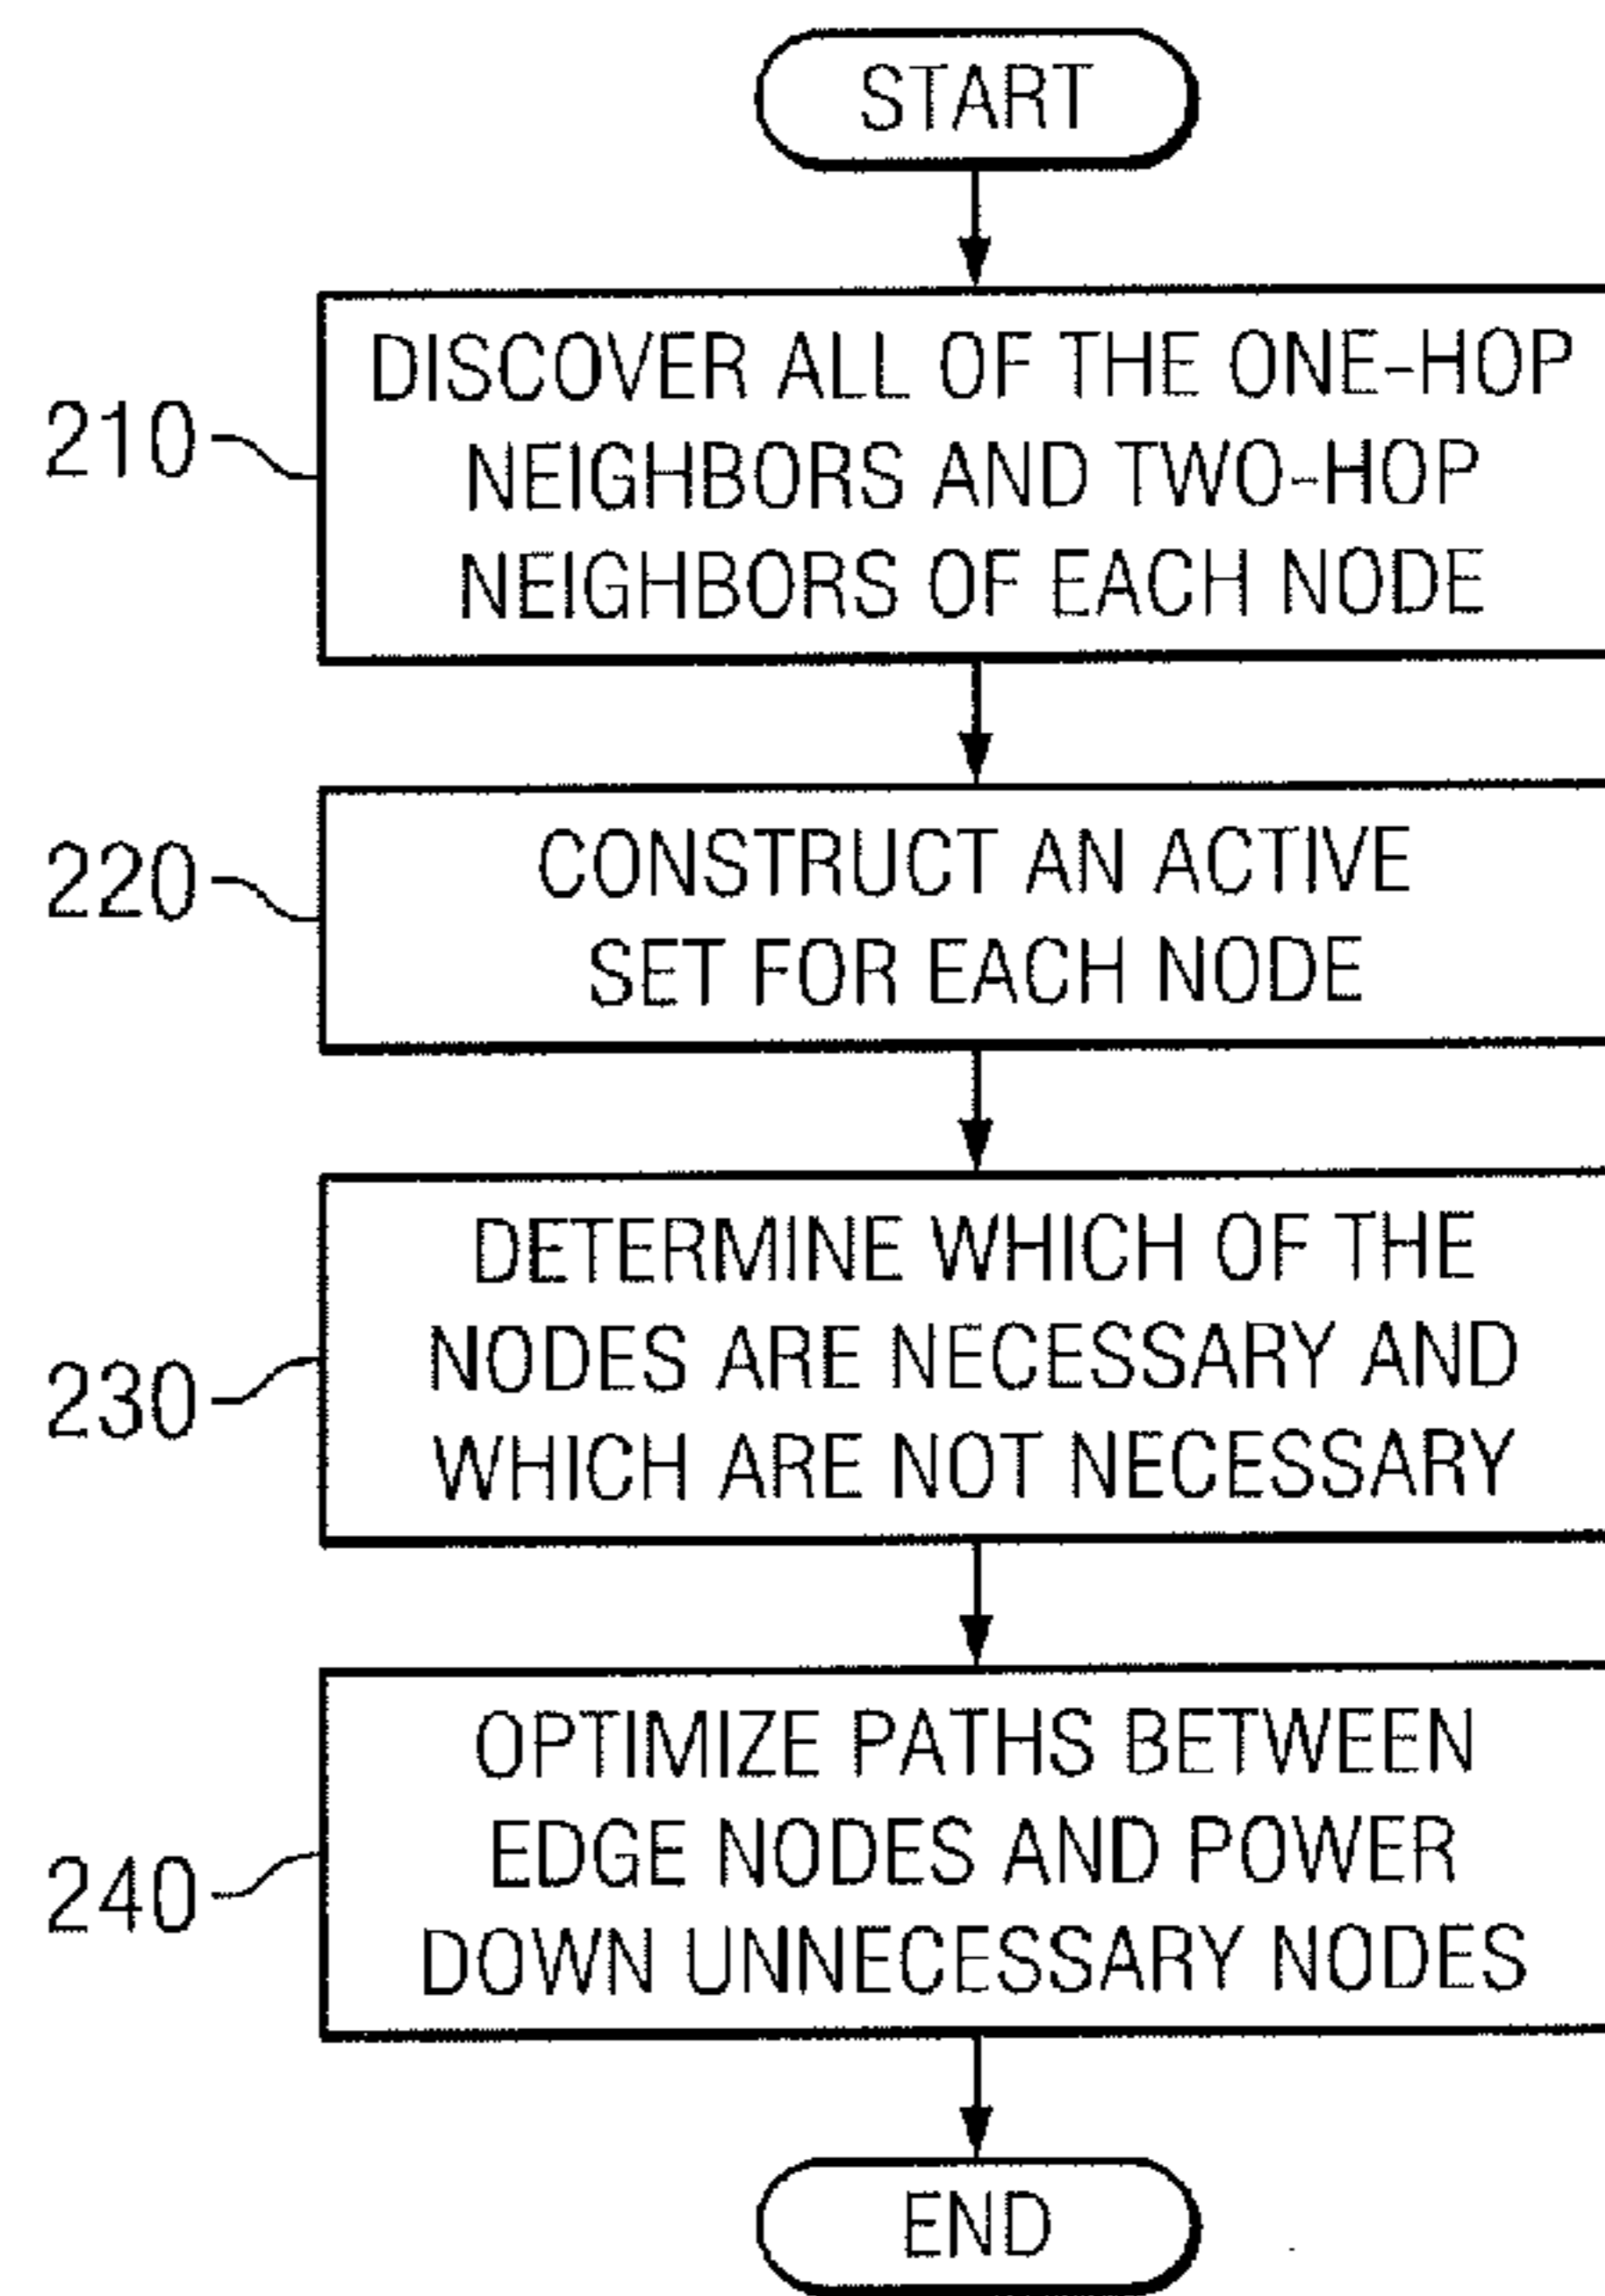 START
210
DISCOVER ALL OF THE ONE-HOP
NEIGHBORS AND TWO-HOP
NEIGHBORS OF EACH NODE
220
CONSTRUCT AN ACTIVE
SET FOR EACH NODE
230
DETERMINE WHICH OF THE
NODES ARE NECESSARY AND
WHICH ARE NOT NECESSARY
240
OPTIMIZE PATHS BETWEEN
EDGE NODES AND POWER
DOWN UNNECESSARY NODES
END